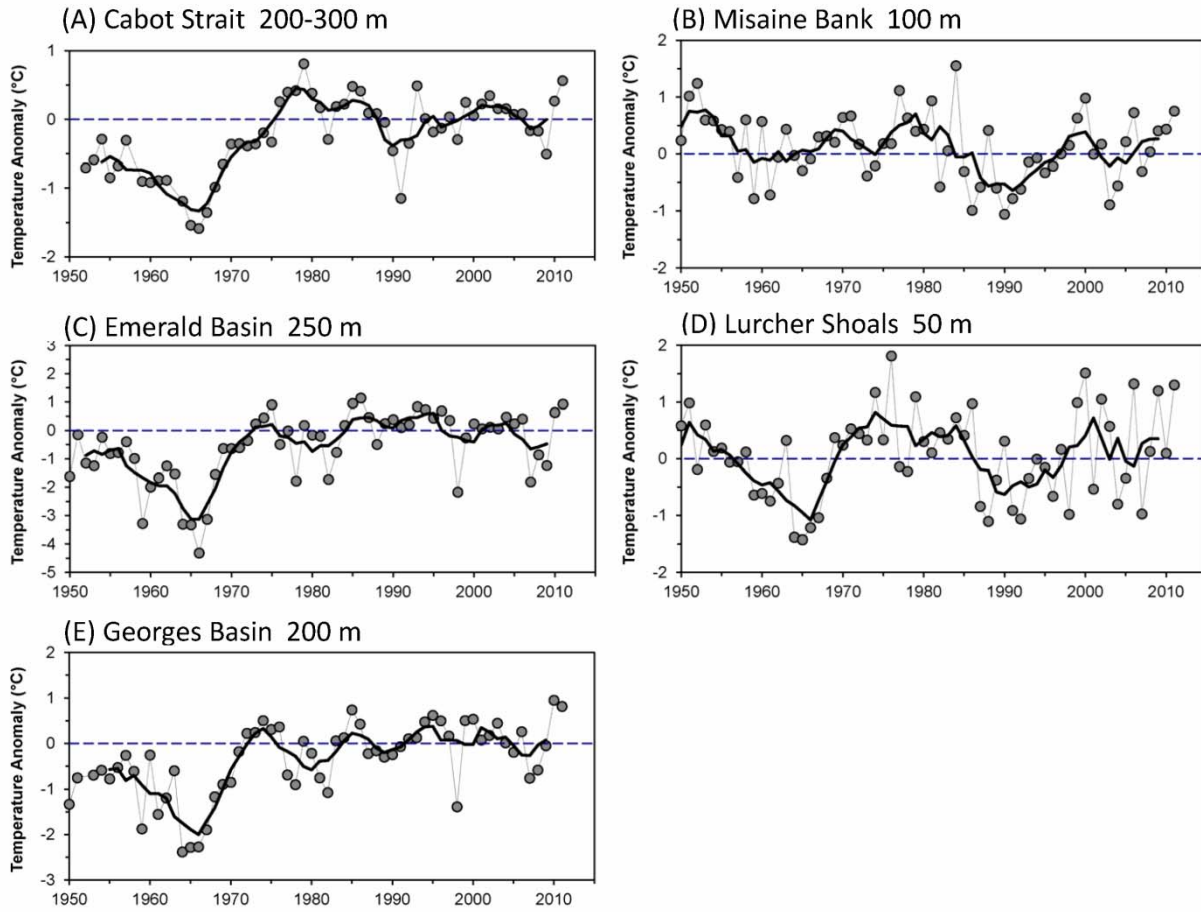 (A) Cabot Strait 200-300 m
Temperature Anomaly (°C)
1
0
-1
-2
1950 1960 1970 1980 1990 2000 2010
(B) Misaine Bank 100 m
Temperature Anomaly (°C)
2
1
0
-1
-2
1950 1960 1970 1980 1990 2000 2010
(C) Emerald Basin 250 m
Temperature Anomaly (°C)
3
2
1
0
-1
-2
-3
-4
-5
1950 1960 1970 1980 1990 2000 2010
(D) Lurcher Shoals 50 m
Temperature Anomaly (°C)
2
1
0
-1
-2
1950 1960 1970 1980 1990 2000 2010
(E) Georges Basin 200 m
Temperature Anomaly (°C)
2
1
0
-1
-2
-3
1950 1960 1970 1980 1990 2000 2010